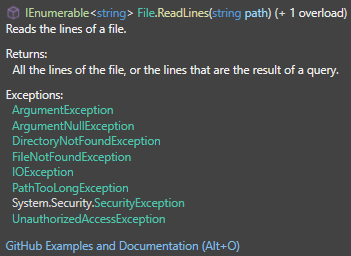 IEnumerable<string> File.ReadLines(string path) (+ 1 overload)
Reads the lines of a file.
Returns:
All the lines of the file, or the lines that are the result of a query.
Exceptions:
ArgumentException
ArgumentNullException
DirectoryNotFoundException
FileNotFoundException
IOException
PathTooLongException
System.Security.SecurityException
UnauthorizedAccessException
GitHub Examples and Documentation (Alt+O)